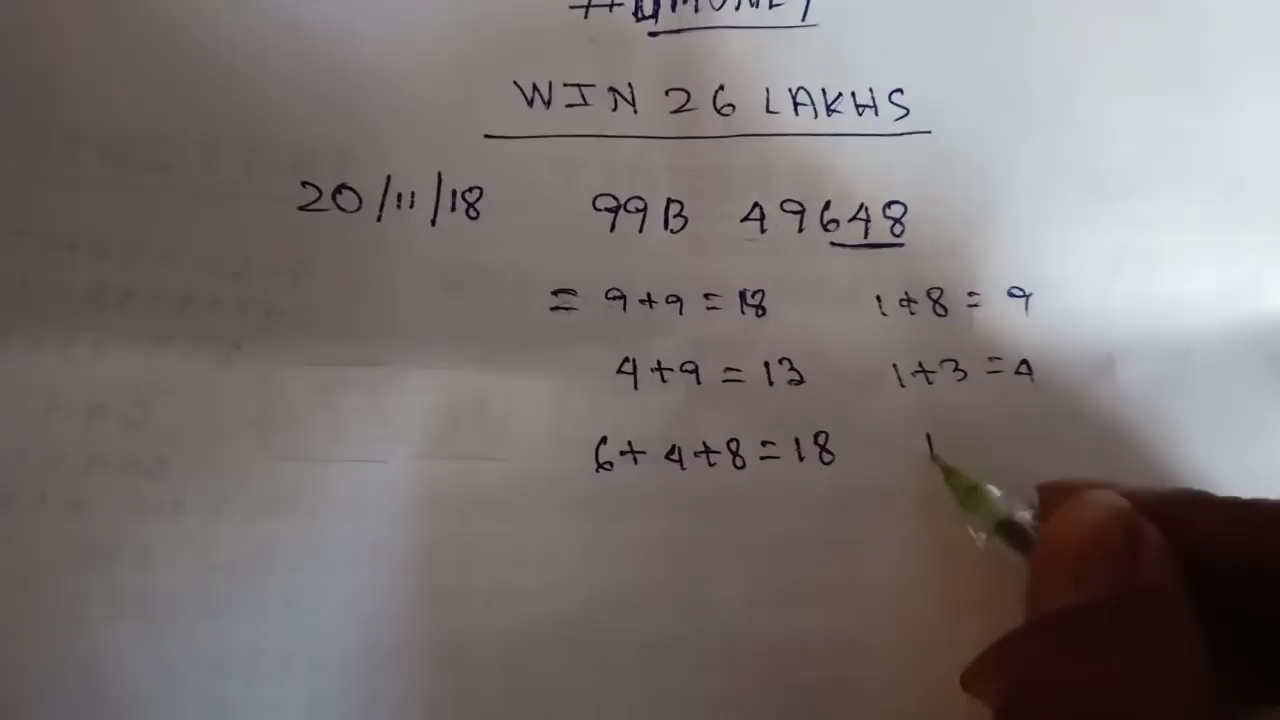 WIN 26 LAKHS
20/11/18 99B 49648
= 9+9=18 1+8=9
4+9=13 1+3=4
6+4+8=18 1